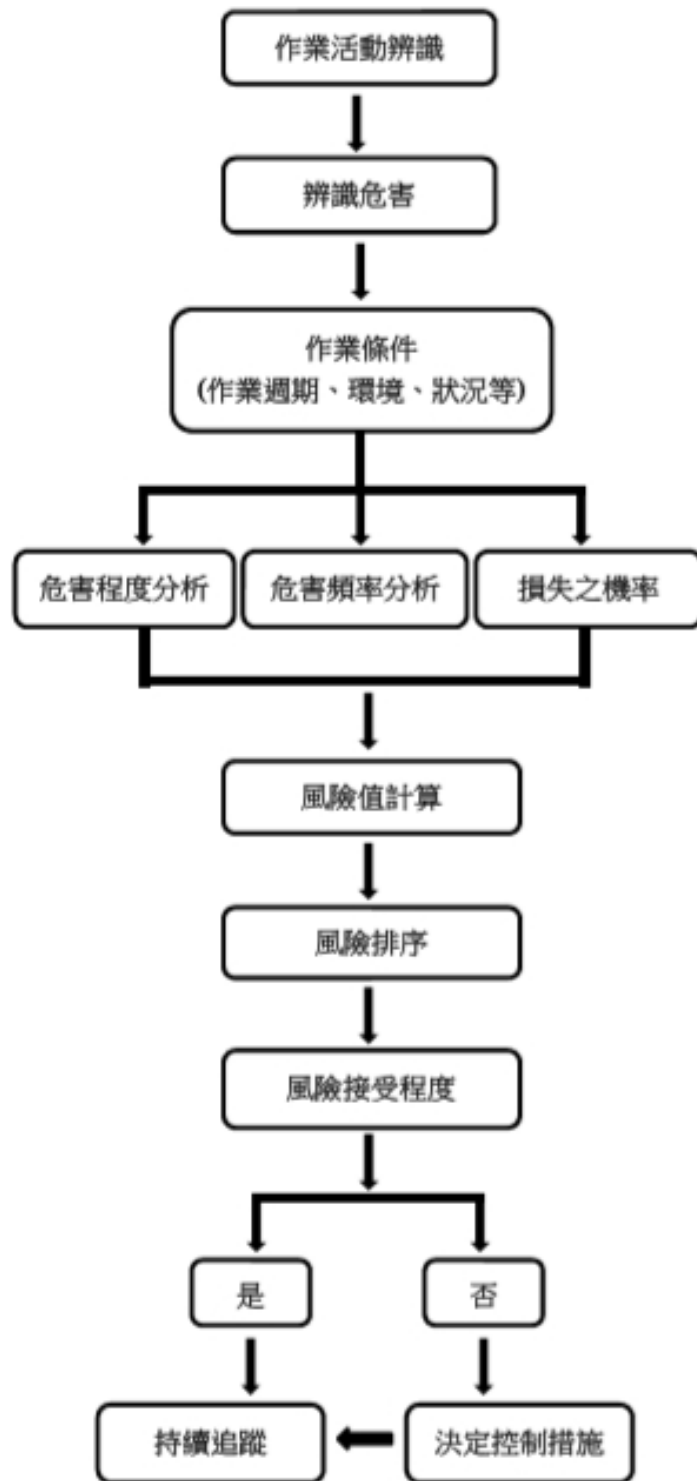 作業活動辨識
辨識危害
作業條件
(作業週期、環境、狀況等)
危害程度分析
危害頻率分析
損失之機率
風險值計算
風險排序
風險接受程度
是
否
持續追蹤
決定控制措施